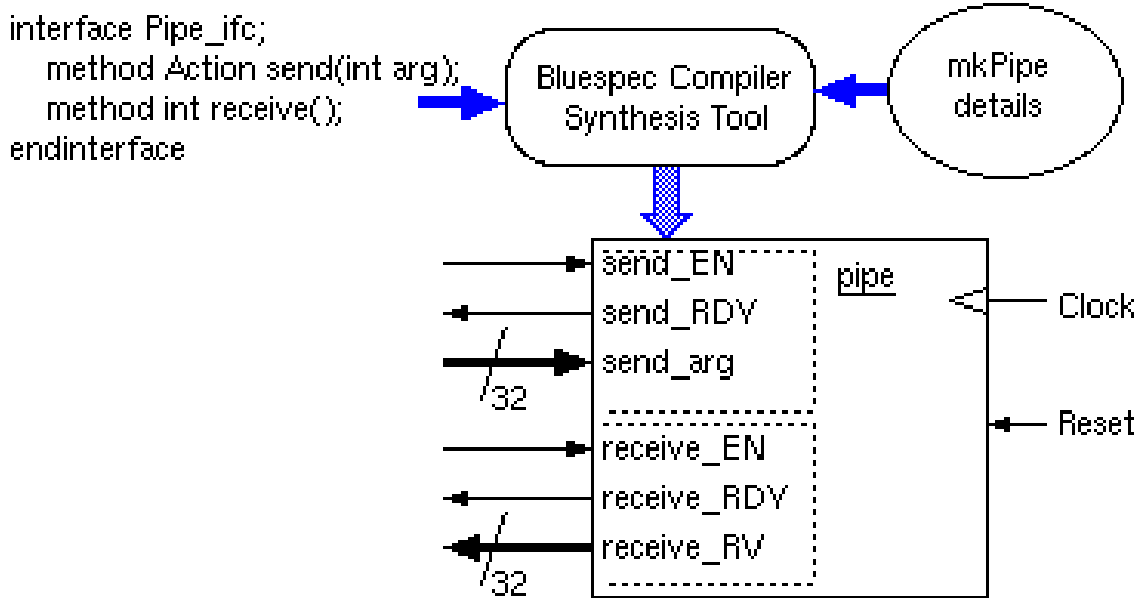 interface Pipe_ifc;
method Action send(int arg);
method int receive();
endinterface
Bluespec Compiler
Synthesis Tool
mkPipe
details
send_EN
send_RDY
send_arg
32
receive_EN
receive_RDY
receive_RV
32
pipe
Clock
Reset